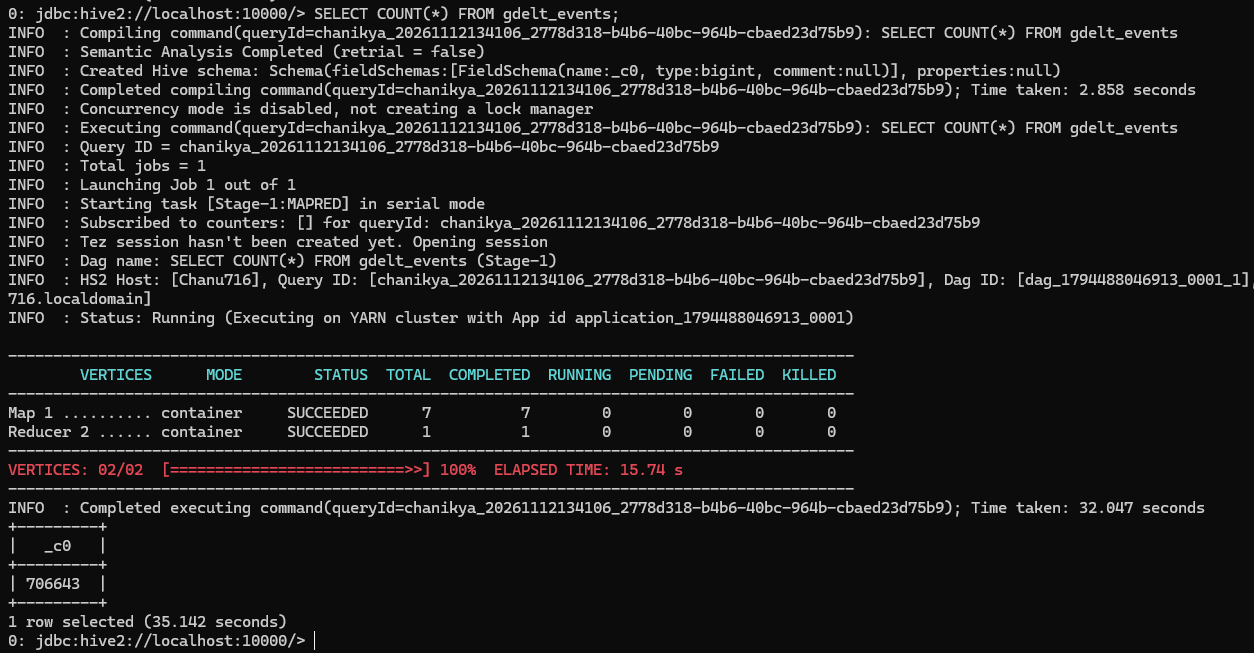 0: jdbc:hive2://localhost:10000/> SELECT COUNT(*) FROM gdelt_events;
INFO  : Compiling command(queryId=chanikya_20261112134106_2778d318-b4b6-40bc-964b-cbaed23d75b9): SELECT COUNT(*) FROM gdelt_events
INFO  : Semantic Analysis Completed (retrial = false)
INFO  : Created Hive schema: Schema(fieldSchemas:[FieldSchema(name:_c0, type:bigint, comment:null)], properties:null)
INFO  : Completed compiling command(queryId=chanikya_20261112134106_2778d318-b4b6-40bc-964b-cbaed23d75b9); Time taken: 2.858 seconds
INFO  : Concurrency mode is disabled, not creating a lock manager
INFO  : Executing command(queryId=chanikya_20261112134106_2778d318-b4b6-40bc-964b-cbaed23d75b9): SELECT COUNT(*) FROM gdelt_events
INFO  : Query ID = chanikya_20261112134106_2778d318-b4b6-40bc-964b-cbaed23d75b9
INFO  : Total jobs = 1
INFO  : Launching Job 1 out of 1
INFO  : Starting task [Stage-1:MAPRED] in serial mode
INFO  : Subscribed to counters: [] for queryId: chanikya_20261112134106_2778d318-b4b6-40bc-964b-cbaed23d75b9
INFO  : Tez session hasn't been created yet. Opening session
INFO  : Dag name: SELECT COUNT(*) FROM gdelt_events (Stage-1)
INFO  : HS2 Host: [Chanu716], Query ID: [chanikya_20261112134106_2778d318-b4b6-40bc-964b-cbaed23d75b9], Dag ID: [dag_1794488046913_0001_1],
716.localdomain]
INFO  : Status: Running (Executing on YARN cluster with App id application_1794488046913_0001)

----------------------------------------------------------------------------------------------
        VERTICES      MODE        STATUS  TOTAL  COMPLETED  RUNNING  PENDING  FAILED  KILLED
----------------------------------------------------------------------------------------------
Map 1 .......... container     SUCCEEDED      7          7        0        0       0       0
Reducer 2 ...... container     SUCCEEDED      1          1        0        0       0       0
----------------------------------------------------------------------------------------------
VERTICES: 02/02  [==========================>>] 100%  ELAPSED TIME: 15.74 s
----------------------------------------------------------------------------------------------
INFO  : Completed executing command(queryId=chanikya_20261112134106_2778d318-b4b6-40bc-964b-cbaed23d75b9); Time taken: 32.047 seconds
+---------+
|   _c0   |
+---------+
| 706643  |
+---------+
1 row selected (35.142 seconds)
0: jdbc:hive2://localhost:10000/>